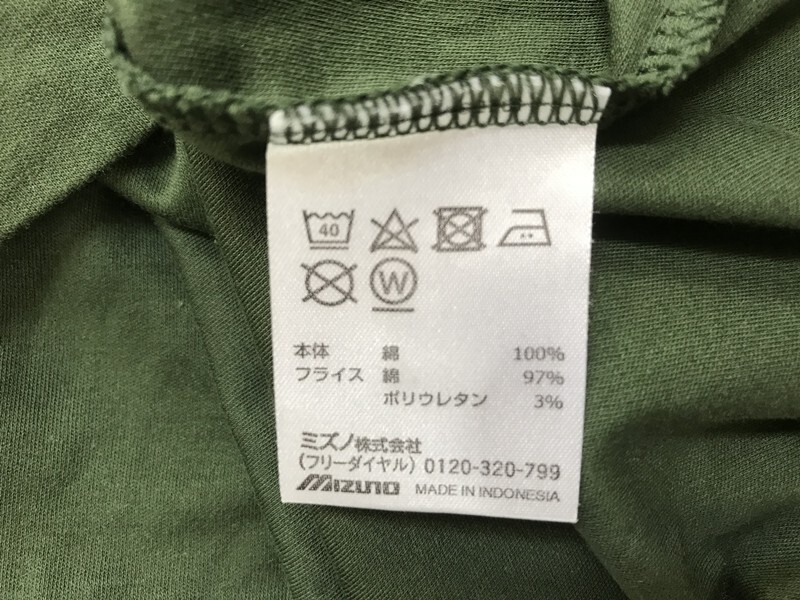 40
W
本体 綿 100%
フライス 綿 97%
ポリウレタン 3%
ミズノ株式会社
(フリーダイヤル) 0120-320-799
Mizuno MADE IN INDONESIA